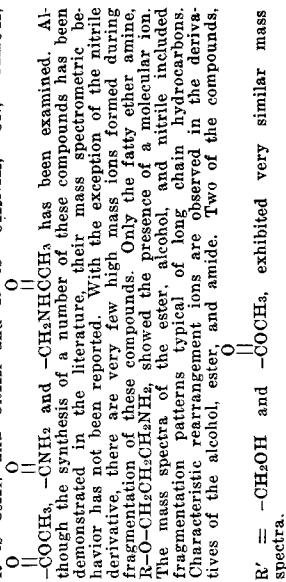 O O O
—COCH3, —CNH2 and —CH2NHCCH3 has been examined. Al-
though the synthesis of a number of these compounds has been
demonstrated in the literature, their mass spectrometric be-
havior has not been reported. With the exception of the nitrile
derivative, there are very few high mass ions formed during
fragmentation of these compounds. Only the fatty ether amine,
R—O—CH2CH2CH2NH2, showed the presence of a molecular ion.
The mass spectra of the ester, alcohol, and nitrile included
fragmentation patterns typical of long chain hydrocarbons.
Characteristic rearrangement ions are observed in the deriva-
tives of the alcohol, ester, and amide. Two of the compounds,
O
R' = —CH2OH and —COCH3, exhibited very similar mass
spectra.